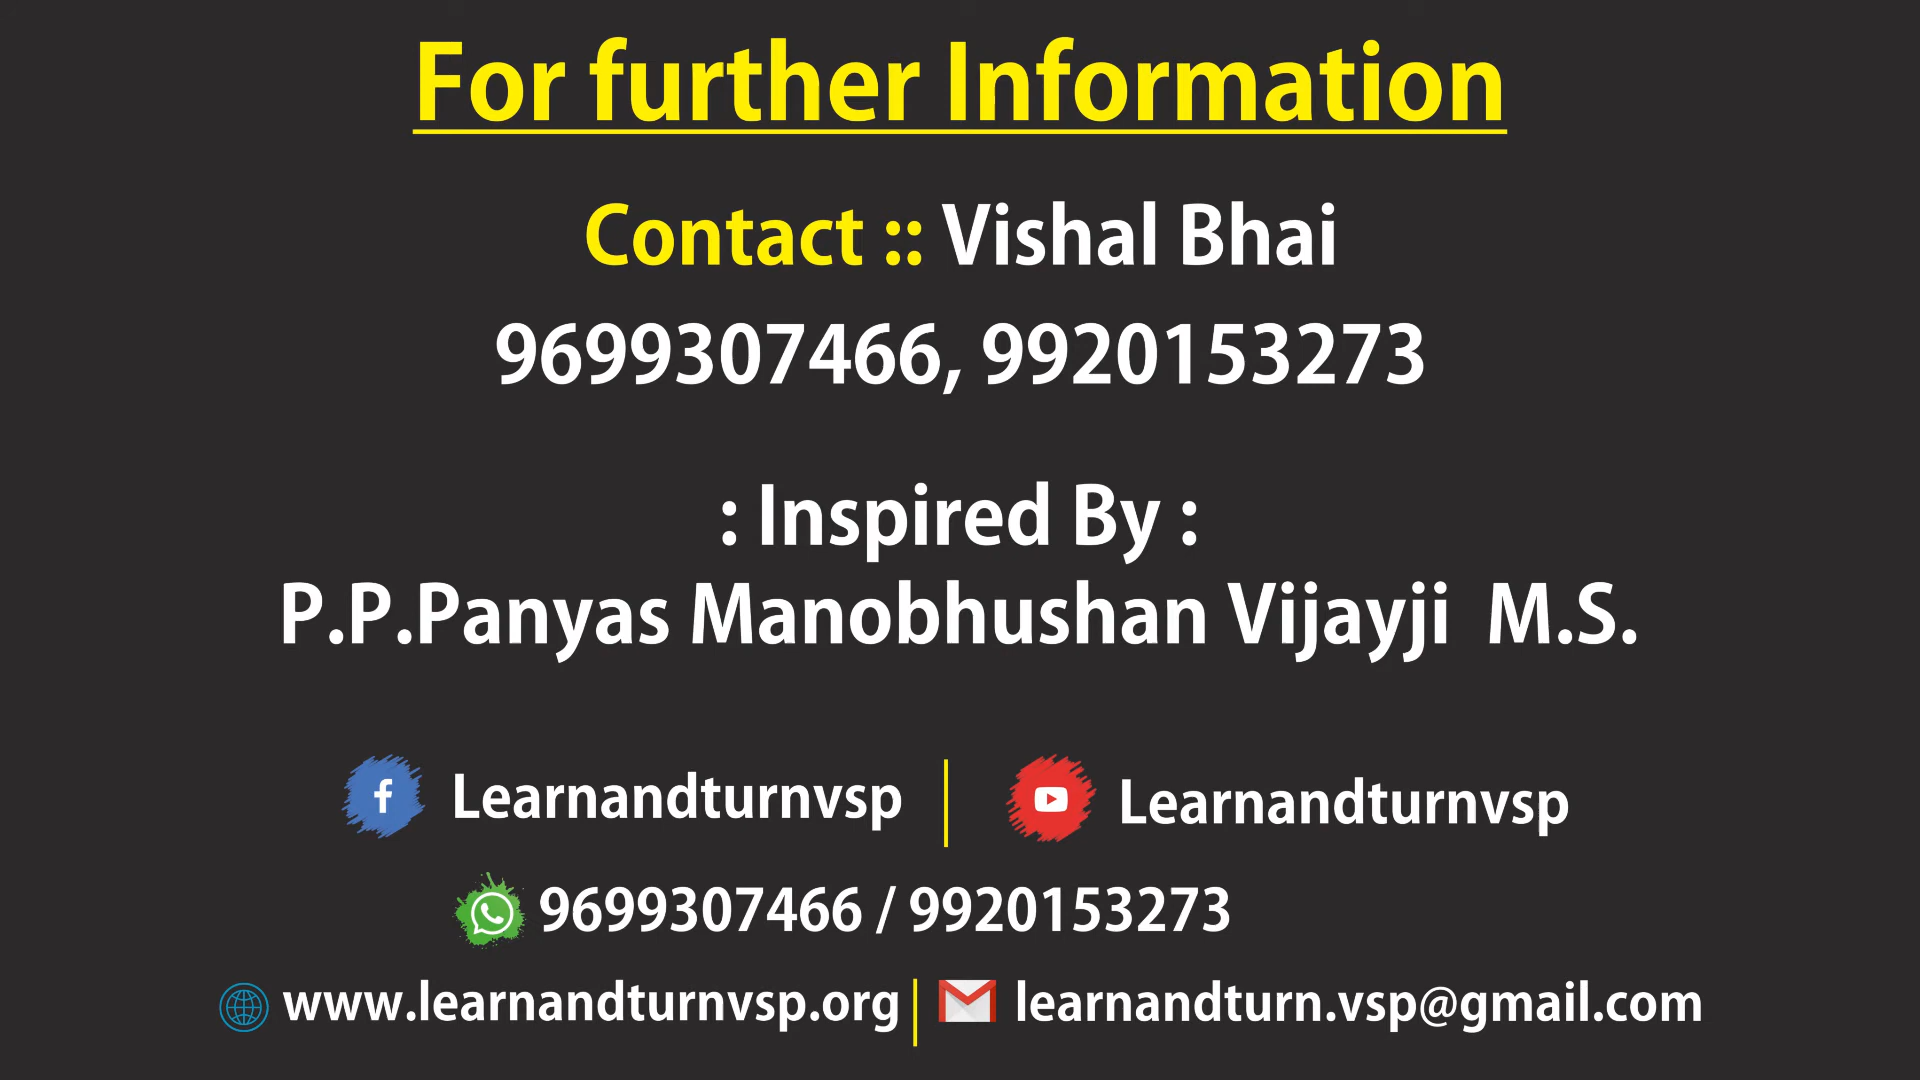 For further Information
Contact :: Vishal Bhai
9699307466, 9920153273
: Inspired By :
P.P.Panyas Manobhushan Vijayji M.S.
Learnandturnvsp
Learnandturnvsp
9699307466 / 9920153273
www.learnandturnvsp.org
learnandturn.vsp@gmail.com